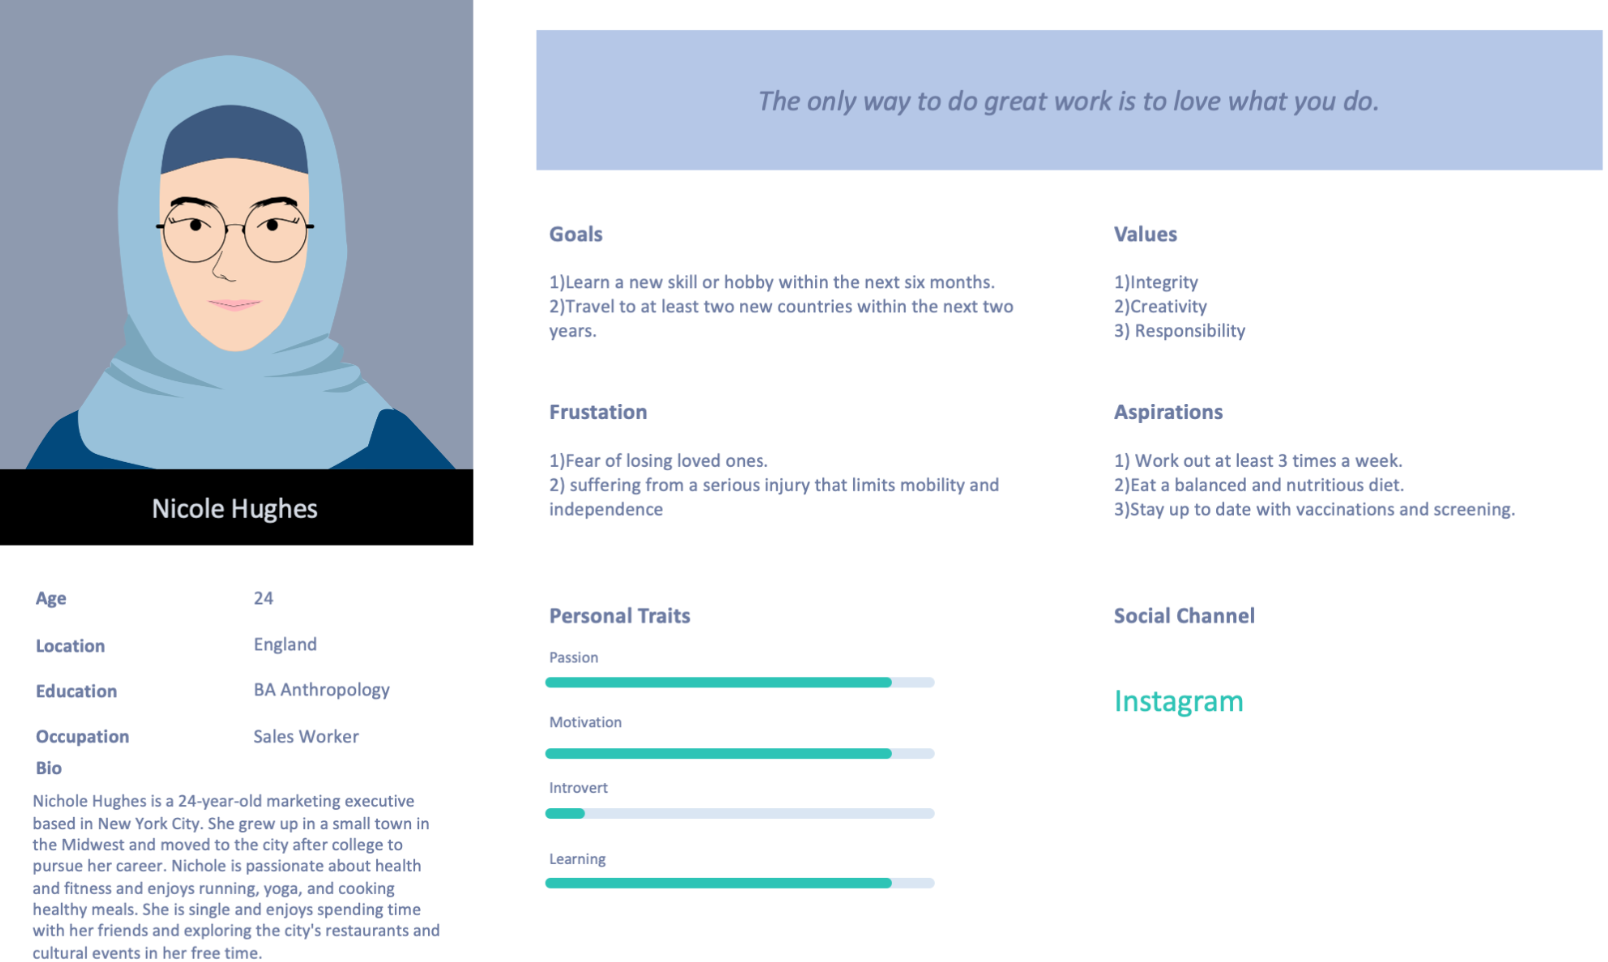 The only way to do great work is to love what you do.
Nicole Hughes
Age 24
Location England
Education BA Anthropology
Occupation Sales Worker
Bio
Nichole Hughes is a 24-year-old marketing executive
based in New York City. She grew up in a small town in
the Midwest and moved to the city after college to
pursue her career. Nichole is passionate about health
and fitness and enjoys running, yoga, and cooking
healthy meals. She is single and enjoys spending time
with her friends and exploring the city's restaurants and
cultural events in her free time.
Goals
1)Learn a new skill or hobby within the next six months.
2)Travel to at least two new countries within the next two
years.
Values
1)Integrity
2)Creativity
3) Responsibility
Frustation
1)Fear of losing loved ones.
2) suffering from a serious injury that limits mobility and
independence
Aspirations
1) Work out at least 3 times a week.
2)Eat a balanced and nutritious diet.
3)Stay up to date with vaccinations and screening.
Personal Traits
Passion
Motivation
Introvert
Learning
Social Channel
Instagram